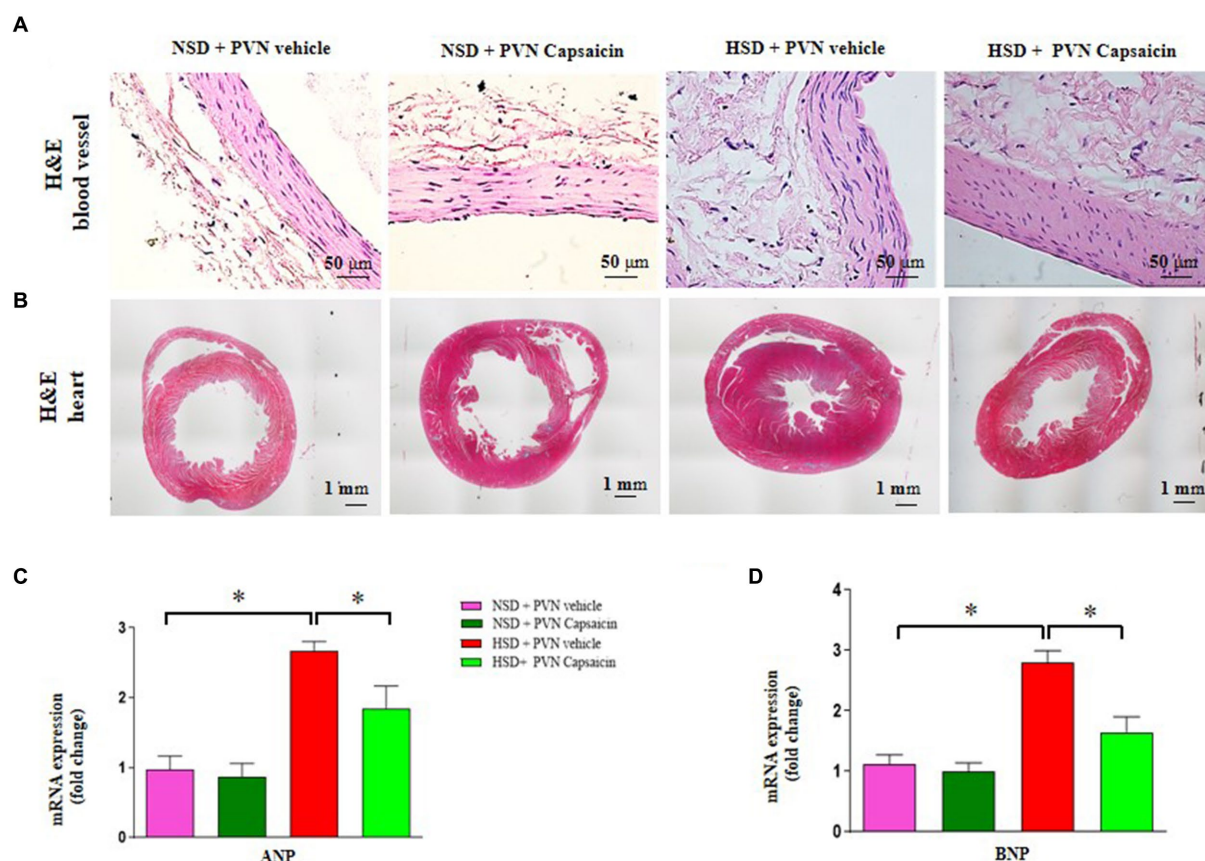 A
NSD + PVN vehicle
NSD + PVN Capsaicin
HSD + PVN vehicle
HSD + PVN Capsaicin
H&E
blood vessel
50 µm
50 µm
50 µm
50 µm
B
H&E
heart
1 mm
1 mm
1 mm
1 mm
C
mRNA expression
(fold change)
3
2
1
0
*
*
ANP
NSD + PVN vehicle
NSD + PVN Capsaicin
HSD + PVN vehicle
HSD+ PVN Capsaicin
D
mRNA expression
(fold change)
4
3
2
1
0
*
*
BNP